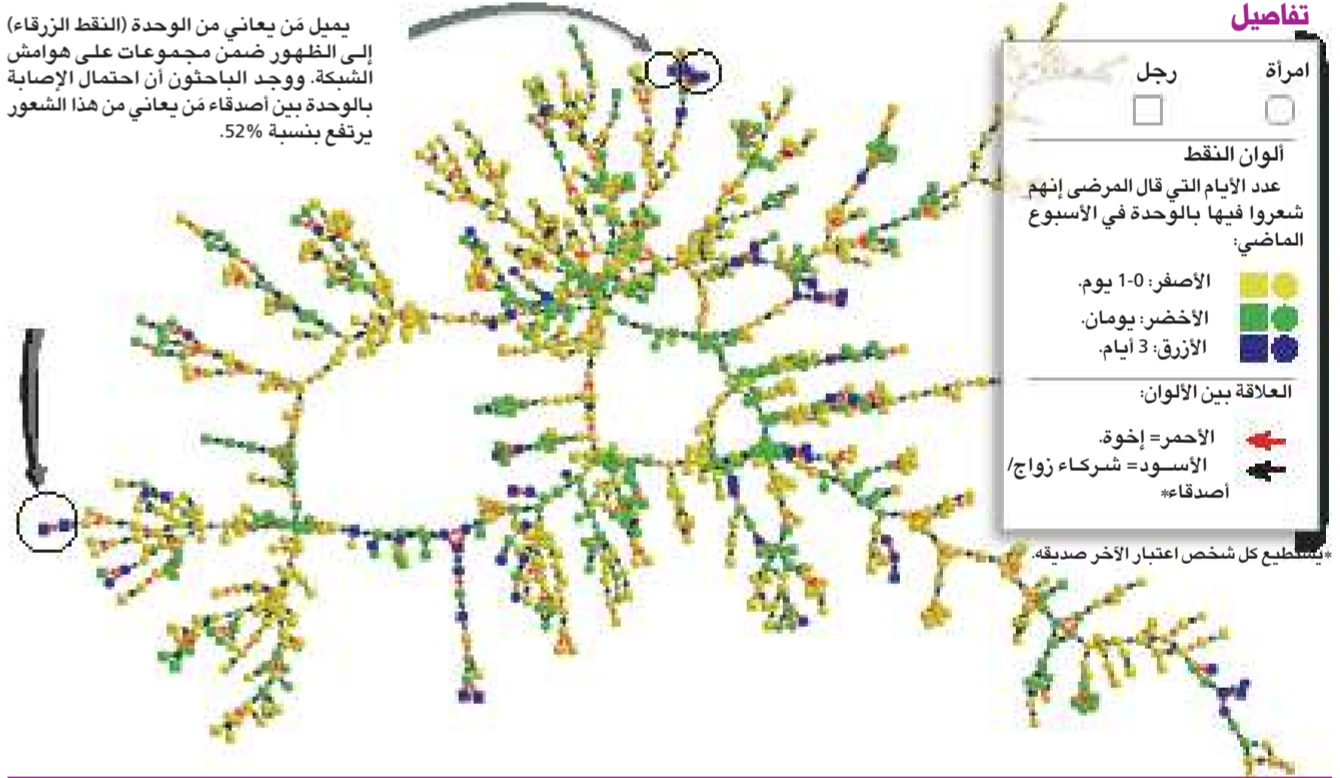 يميل مَن يعاني من الوحدة (النقط الزرقاء)
إلى الظهور ضمن مجموعات على هوامش
الشبكة. ووجد الباحثون أن احتمال الإصابة
بالوحدة بين أصدقاء مَن يعاني من هذا الشعور
يرتفع بنسبة 52%.
تفاصيل
امرأة
رجل
ألوان النقط
عدد الأيام التي قال المرضى إنهم
شعروا فيها بالوحدة في الأسبوع
الماضي:
الأصفر: 0-1 يوم.
الأخضر: يومان.
الأزرق: 3 أيام.
العلاقة بين الألوان:
الأحمر= إخوة.
الأسـود= شـركـاء زواج/
أصدقاء*
*يستطيع كل شخص اعتبار الآخر صديقه.